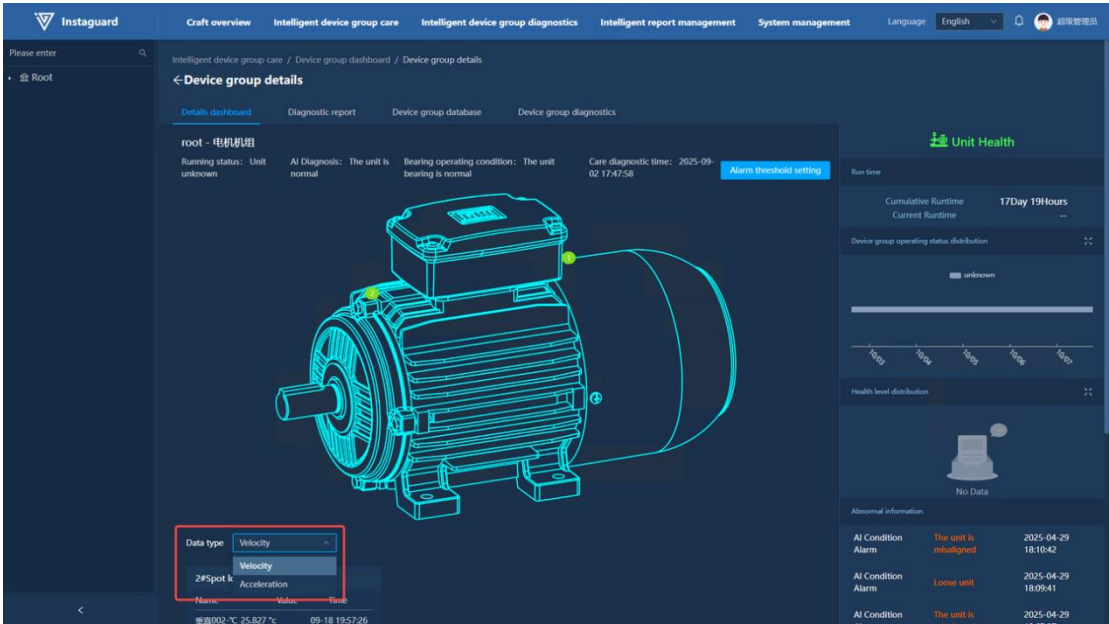 Instaguard
Craft overview Intelligent device group care Intelligent device group diagnostics Intelligent report management System management Language English 超级管理员
Please enter
Root
Intelligent device group care / Device group dashboard / Device group details
←Device group details
Details dashboard Diagnostic report Device group database Device group diagnostics
root - 电机机组
Running status: Unit unknown
AI Diagnosis: The unit is normal
Bearing operating condition: The unit bearing is normal
Care diagnostic time: 2025-09-02 17:47:58
Alarm threshold setting
1
2
Data type Velocity
Velocity
Acceleration
2#Spot
Name Value Time
垂直002-℃ 25.827 °c 09-18 19:57:26
Unit Health
Run time
Cumulative Runtime 17Day 19Hours
Current Runtime --
Device group operating status distribution
unknown
10/03 10/04 10/05 10/06 10/07
Health level distribution
No Data
Abnormal information
AI Condition Alarm The unit is misaligned 2025-04-29 18:10:42
AI Condition Alarm Loose unit 2025-04-29 18:09:41
AI Condition The unit is 2025-04-29